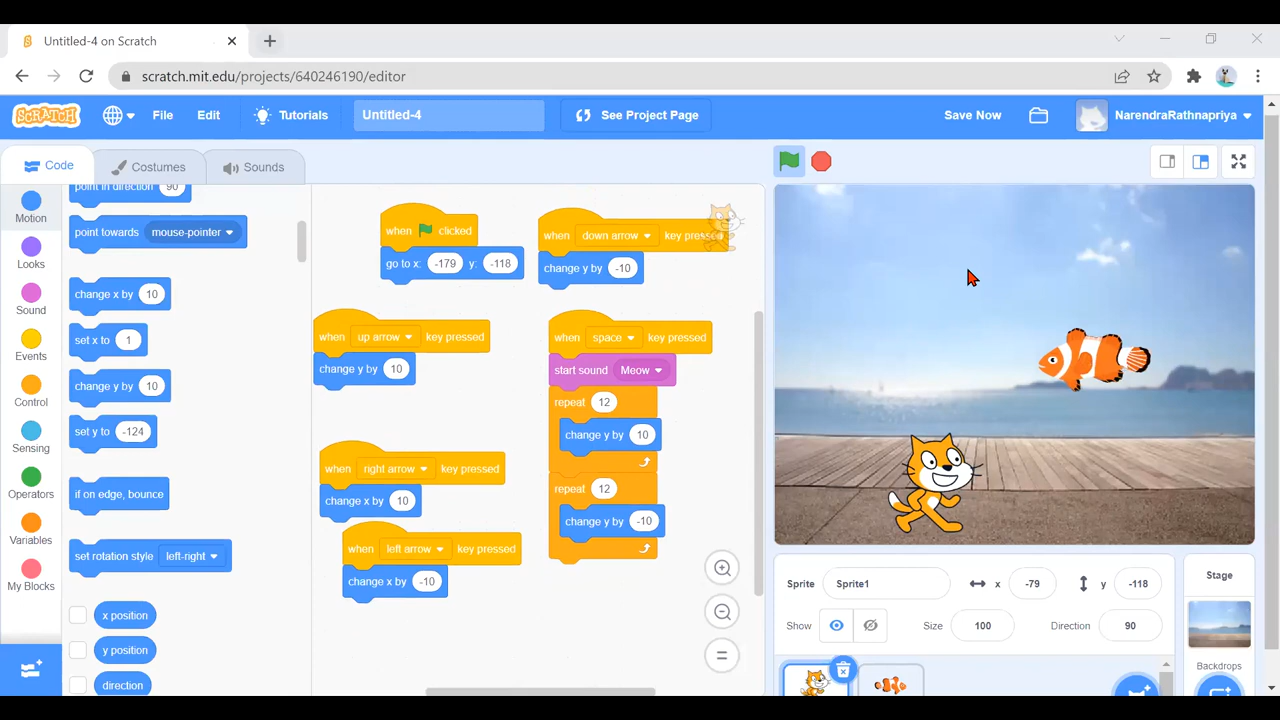 Untitled-4 on Scratch
scratch.mit.edu/projects/640246190/editor
SCRATCH
File
Edit
Tutorials
Untitled-4
See Project Page
Save Now
NarendraRathnapriya
Code
Costumes
Sounds
Motion
Looks
Sound
Events
Control
Sensing
Operators
Variables
My Blocks
point in direction 90
point towards mouse-pointer
change x by 10
set x to 1
change y by 10
set y to -124
if on edge, bounce
set rotation style left-right
x position
y position
direction
when clicked
go to x: -179 y: -118
when down arrow key pressed
change y by -10
when up arrow key pressed
change y by 10
when space key pressed
start sound Meow
repeat 12
change y by 10
repeat 12
change y by -10
when right arrow key pressed
change x by 10
when left arrow key pressed
change x by -10
Sprite Sprite1 x -79 y -118
Show Size 100 Direction 90
Stage
Backdrops